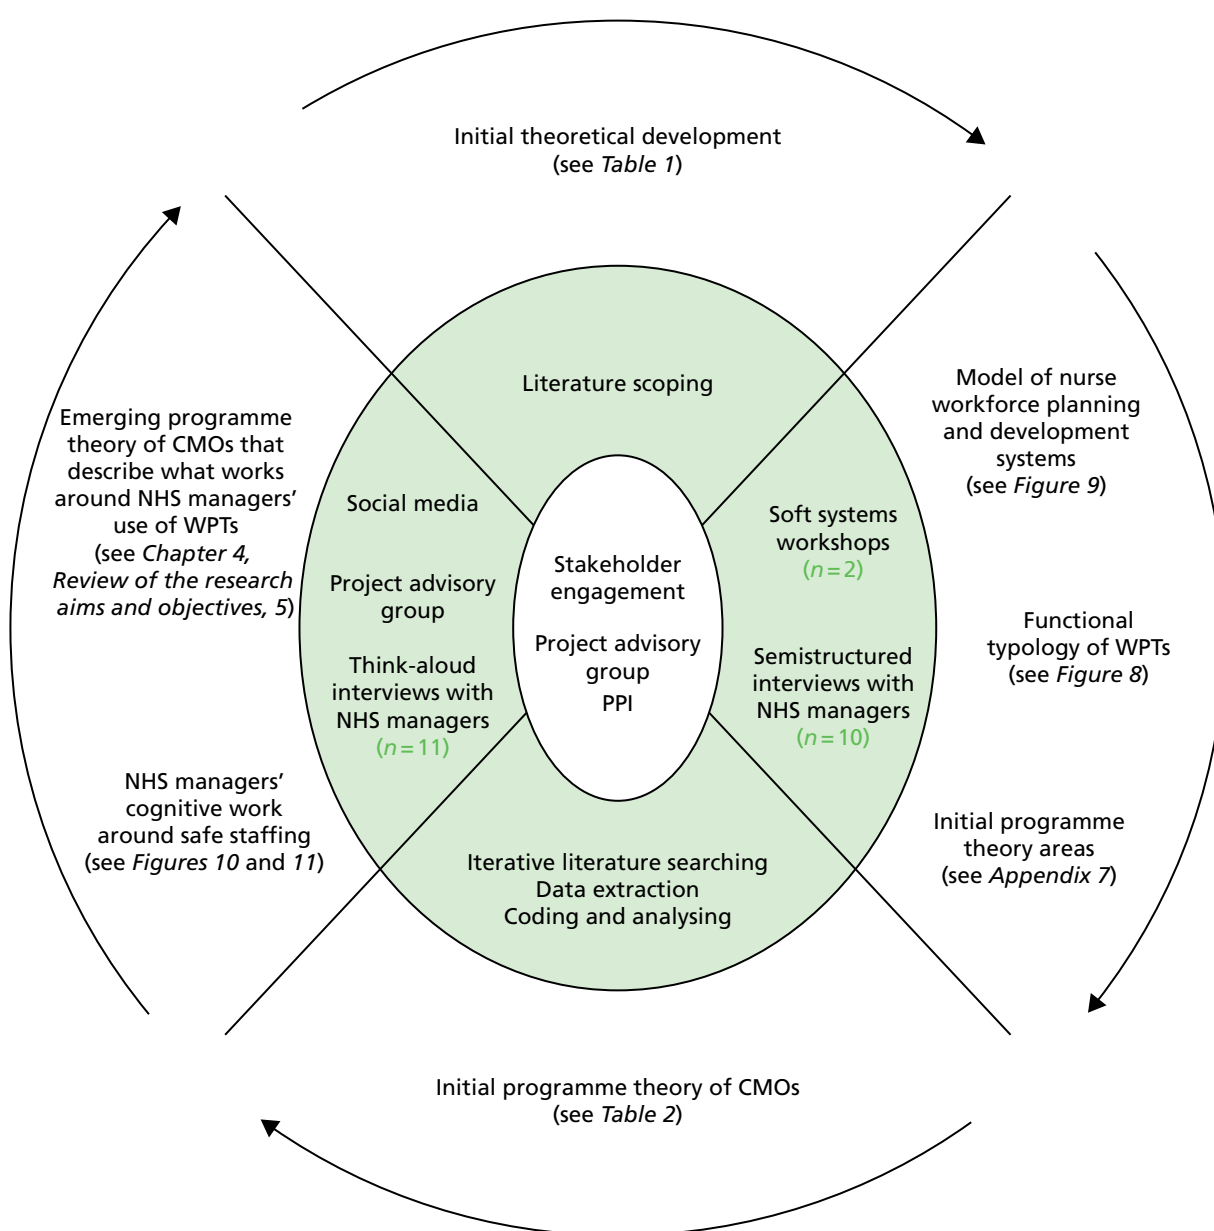 Initial theoretical development
(see Table 1)
Literature scoping
Model of nurse
workforce planning
and development
systems
(see Figure 9)
Functional
typology of WPTs
(see Figure 8)
Initial programme
theory areas
(see Appendix 7)
Soft systems
workshops
(n=2)
Semistructured
interviews with
NHS managers
(n=10)
Stakeholder
engagement
Project advisory
group
PPI
Iterative literature searching
Data extraction
Coding and analysing
Initial programme theory of CMOs
(see Table 2)
Social media
Project advisory
group
Think-aloud
interviews with
NHS managers
(n=11)
Emerging programme
theory of CMOs that
describe what works
around NHS managers'
use of WPTs
(see Chapter 4,
Review of the research
aims and objectives, 5)
NHS managers'
cognitive work
around safe staffing
(see Figures 10 and 11)